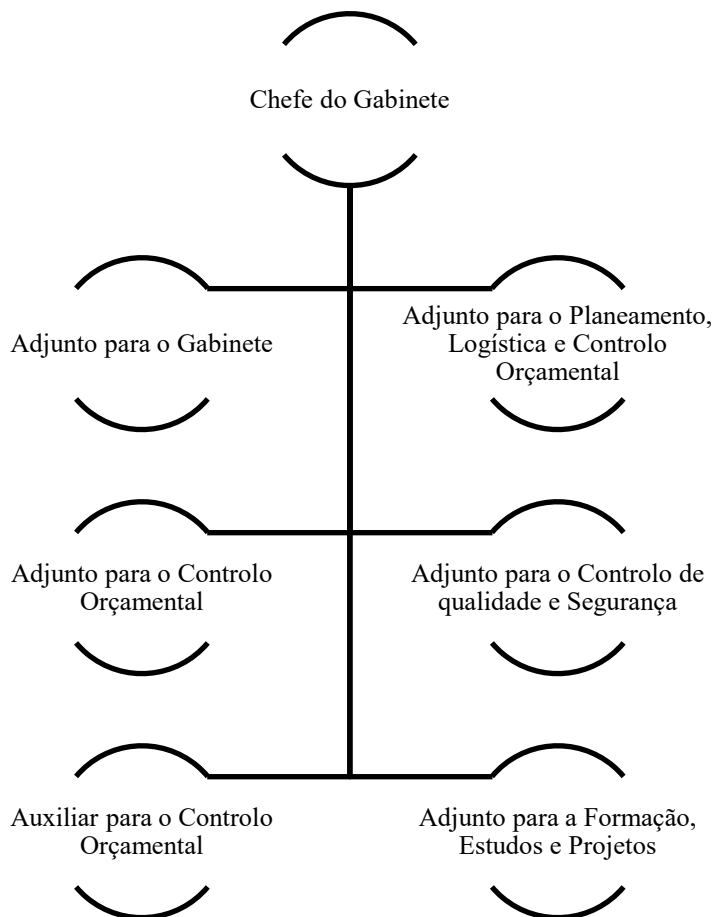 Chefe do Gabinete
Adjunto para o Gabinete
Adjunto para o Planeamento,
Logística e Controlo
Orçamental
Adjunto para o Controlo
Orçamental
Adjunto para o Controlo de
qualidade e Segurança
Auxiliar para o Controlo
Orçamental
Adjunto para a Formação,
Estudos e Projetos